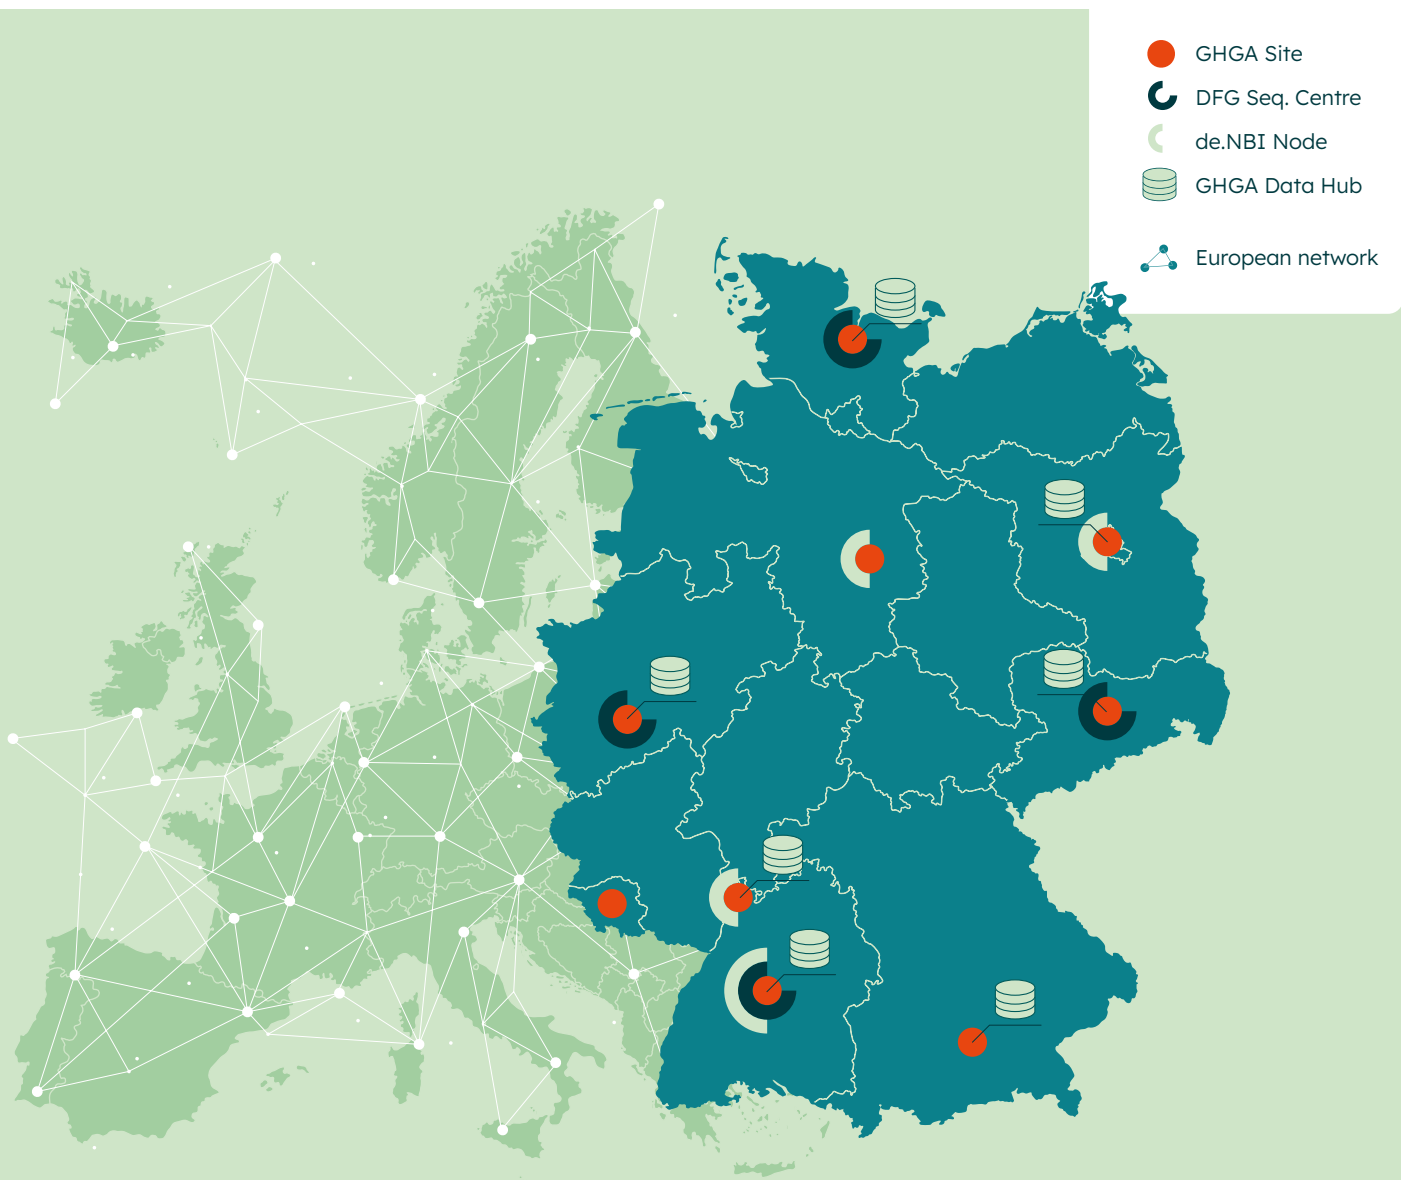 GHGA Site
DFG Seq. Centre
de.NBI Node
GHGA Data Hub
European network